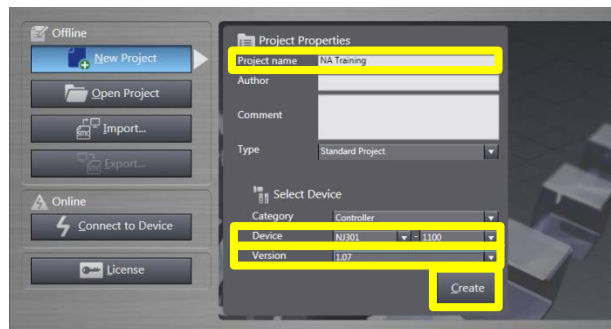 Offline
New Project
Open Project
Import...
Export...
Online
Connect to Device
License
Project Properties
Project name NA Training
Author
Comment
Type Standard Project
Select Device
Category Controller
Device NJ301 - 1100
Version 1.07
Create